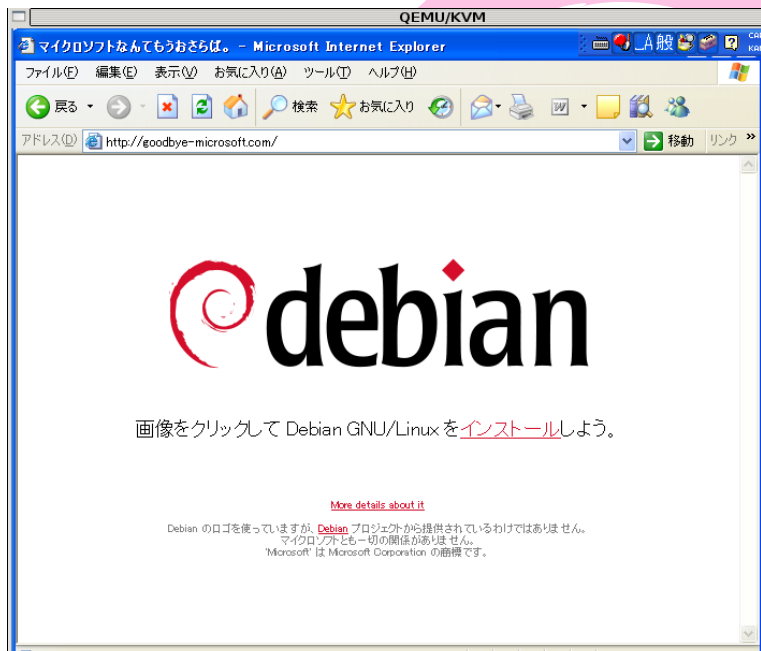 QEMU/KVM
マイクロソフトなんてもうおさらば。 - Microsoft Internet Explorer
A 般
ファイル(F) 編集(E) 表示(V) お気に入り(A) ツール(T) ヘルプ(H)
戻る 検索 お気に入り
アドレス(D) http://goodbye-microsoft.com/ 移動 リンク »
debian
画像をクリックして Debian GNU/Linux をインストールしよう。
More details about it
Debian のロゴを使っていますが、Debian プロジェクトから提供されているわけではありません。
マイクロソフトとも一切の関係がありません。
'Microsoft' は Microsoft Corporation の商標です。